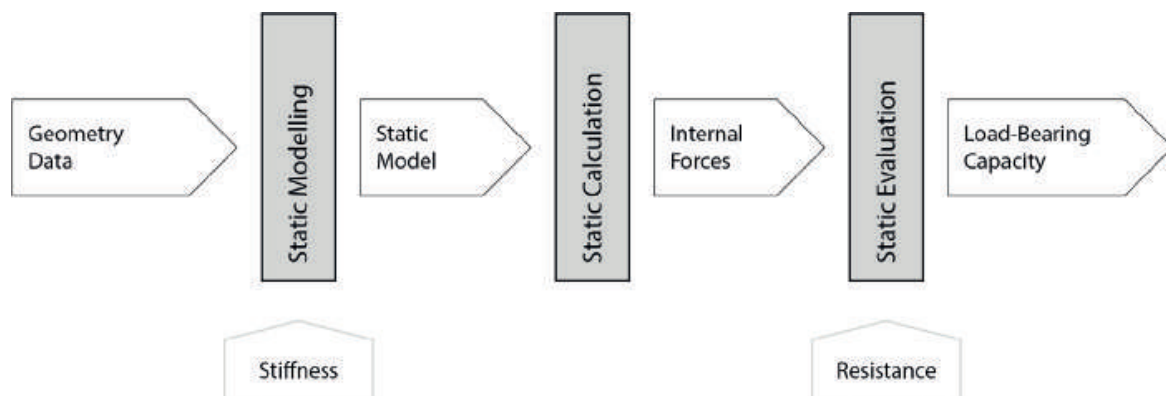 Geometry
Data
Static Modelling
Static
Model
Static Calculation
Internal
Forces
Static Evaluation
Load-Bearing
Capacity
Stiffness
Resistance